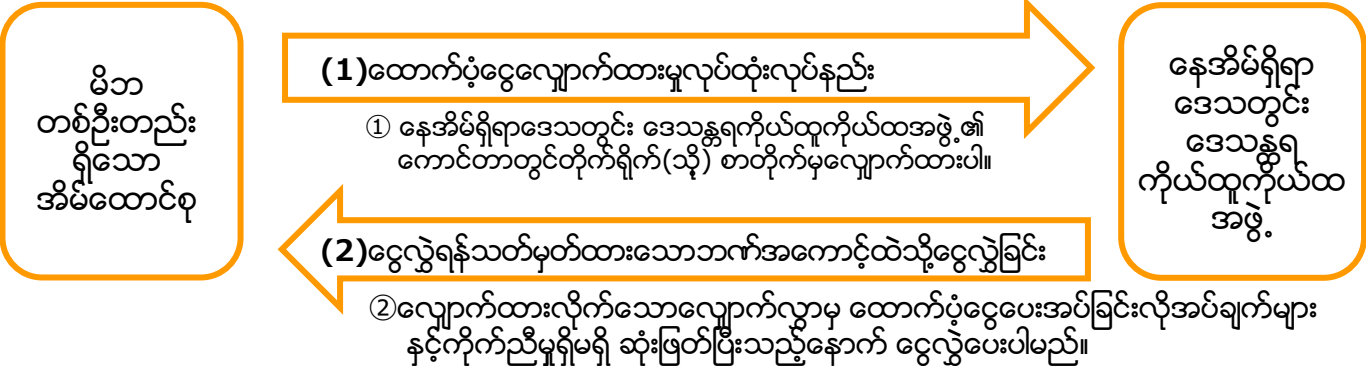 မိဘ
တစ်ဦးတည်း
ရှိသော
အိမ်ထောင်စု
(1)ထောက်ပံ့ငွေလျှောက်ထားမှုလုပ်ထုံးလုပ်နည်း
① နေအိမ်ရှိရာဒေသတွင်း ဒေသန္တရကိုယ်ထူကိုယ်ထအဖွဲ့၏
ကောင်တာတွင်တိုက်ရိုက်(သို့) စာတိုက်မှလျှောက်ထားပါ။
နေအိမ်ရှိရာ
ဒေသတွင်း
ဒေသန္တရ
ကိုယ်ထူကိုယ်ထ
အဖွဲ့
(2)ငွေလွှဲရန်သတ်မှတ်ထားသောဘဏ်အကောင့်ထဲသို့ငွေလွှဲခြင်း
②လျှောက်ထားလိုက်သောလျှောက်လွှာမှ ထောက်ပံ့ငွေပေးအပ်ခြင်းလိုအပ်ချက်များ
နှင့်ကိုက်ညီမှုရှိမရှိ ဆုံးဖြတ်ပြီးသည့်နောက် ငွေလွှဲပေးပါမည်။